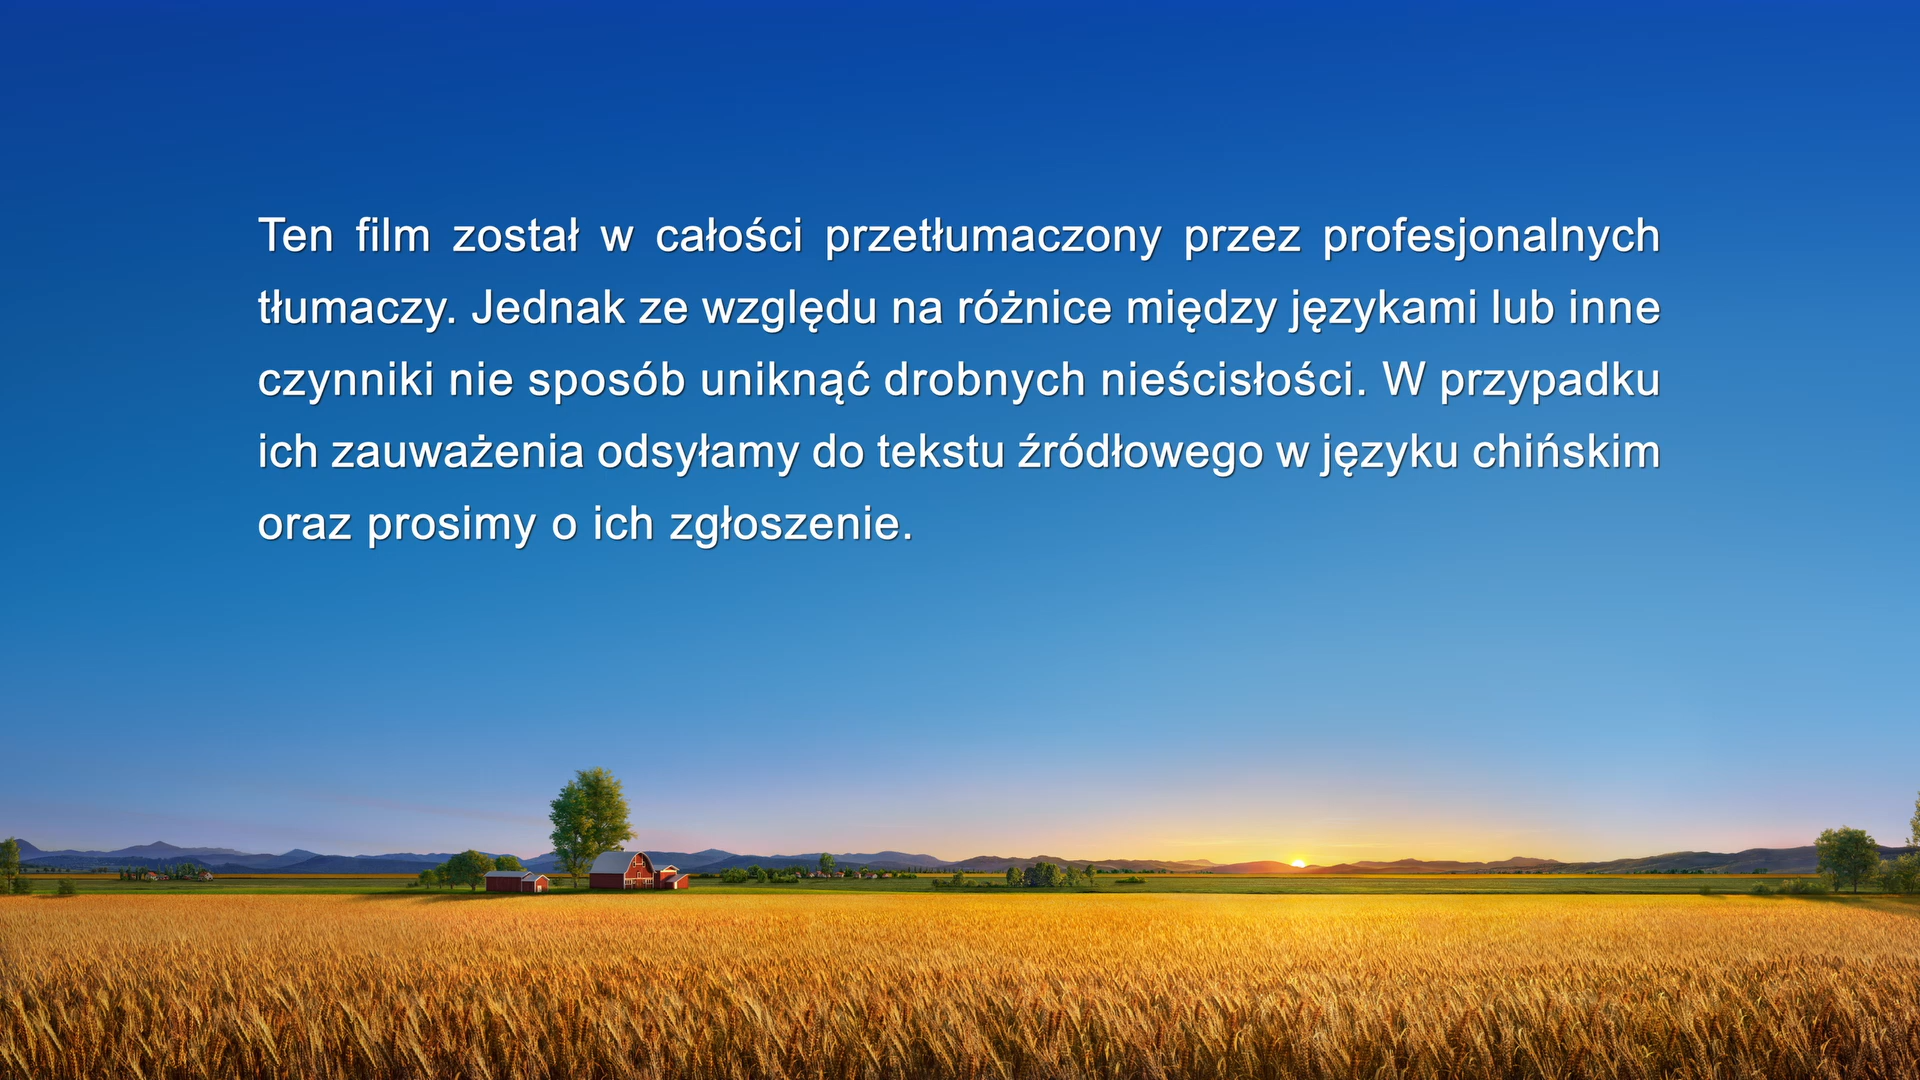 Ten film został w całości przetłumaczony przez profesjonalnych
tłumaczy. Jednak ze względu na różnice między językami lub inne
czynniki nie sposób uniknąć drobnych nieścisłości. W przypadku
ich zauważenia odsyłamy do tekstu źródłowego w języku chińskim
oraz prosimy o ich zgłoszenie.